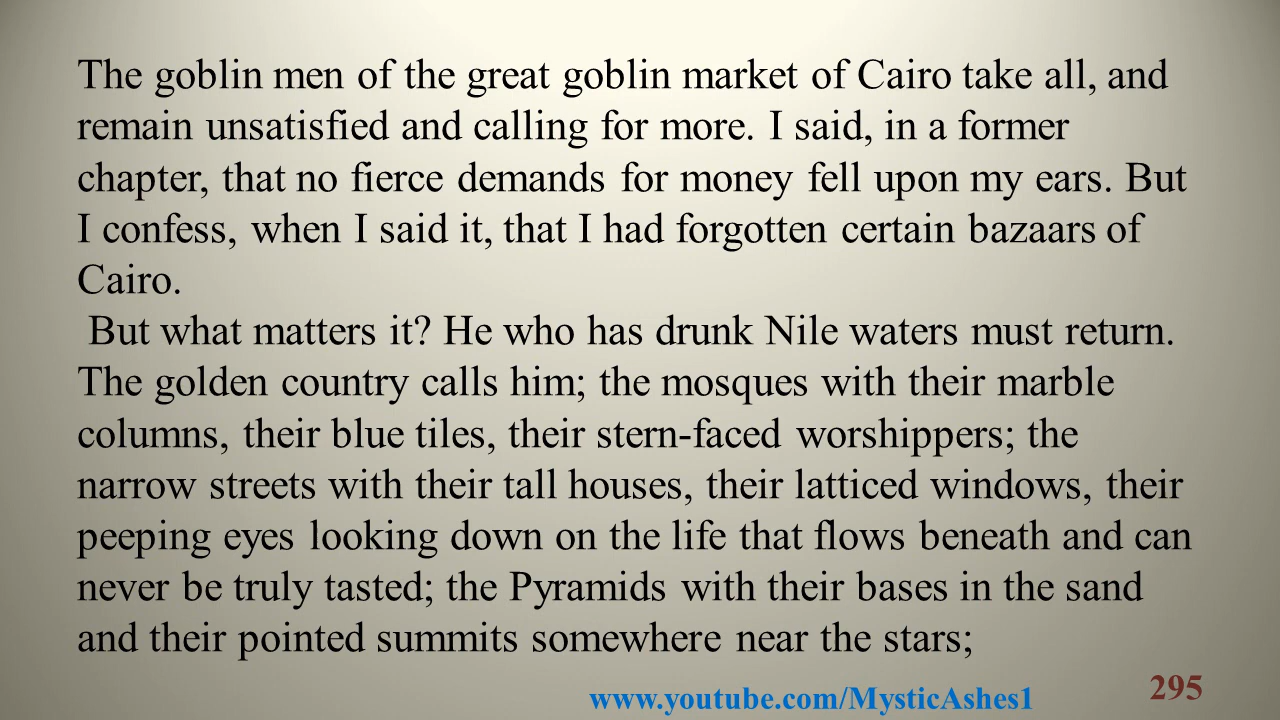 The goblin men of the great goblin market of Cairo take all, and
remain unsatisfied and calling for more. I said, in a former
chapter, that no fierce demands for money fell upon my ears. But
I confess, when I said it, that I had forgotten certain bazaars of
Cairo.
But what matters it? He who has drunk Nile waters must return.
The golden country calls him; the mosques with their marble
columns, their blue tiles, their stern-faced worshippers; the
narrow streets with their tall houses, their latticed windows, their
peeping eyes looking down on the life that flows beneath and can
never be truly tasted; the Pyramids with their bases in the sand
and their pointed summits somewhere near the stars;
www.youtube.com/MysticAshes1
295